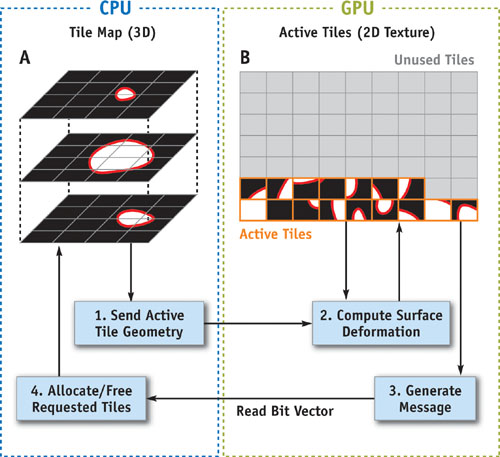 CPU
GPU
Tile Map (3D)
Active Tiles (2D Texture)
A
B
Unused Tiles
Active Tiles
1. Send Active
Tile Geometry
2. Compute Surface
Deformation
4. Allocate/Free
Requested Tiles
Read Bit Vector
3. Generate
Message